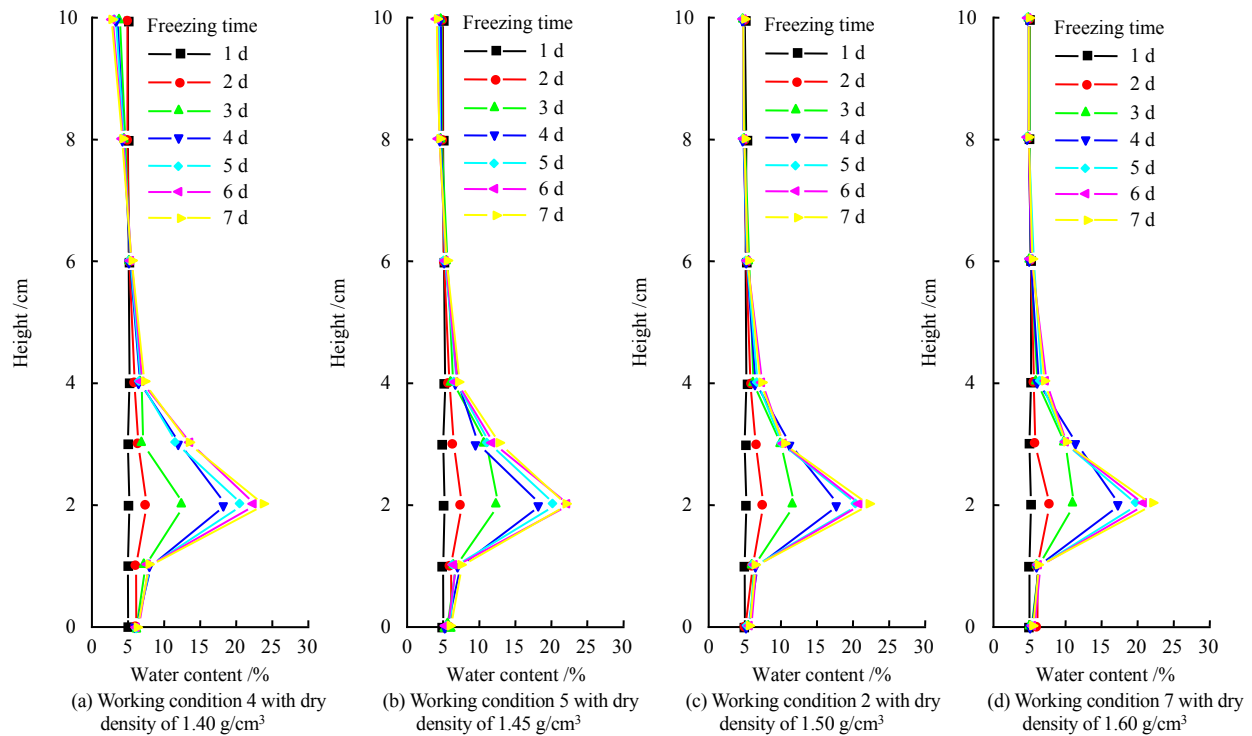 10
8
6
4
2
0
Height /cm
Freezing time
1 d
2 d
3 d
4 d
5 d
6 d
7 d
0 5 10 15 20 25 30
Water content /%
(a) Working condition 4 with dry
density of 1.40 g/cm³
10
8
6
4
2
0
Height /cm
Freezing time
1 d
2 d
3 d
4 d
5 d
6 d
7 d
0 5 10 15 20 25 30
Water content /%
(b) Working condition 5 with dry
density of 1.45 g/cm³
10
8
6
4
2
0
Height /cm
Freezing time
1 d
2 d
3 d
4 d
5 d
6 d
7 d
0 5 10 15 20 25 30
Water content /%
(c) Working condition 2 with dry
density of 1.50 g/cm³
10
8
6
4
2
0
Height /cm
Freezing time
1 d
2 d
3 d
4 d
5 d
6 d
7 d
0 5 10 15 20 25 30
Water content /%
(d) Working condition 7 with dry
density of 1.60 g/cm³